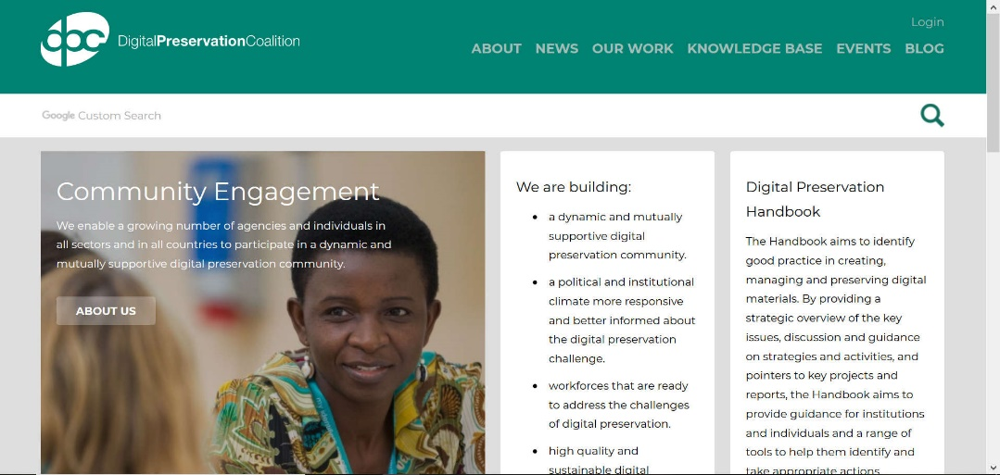 dpc DigitalPreservationCoalition
Login
ABOUT NEWS OUR WORK KNOWLEDGE BASE EVENTS BLOG
Google Custom Search
Community Engagement
We enable a growing number of agencies and individuals in
all sectors and in all countries to participate in a dynamic and
mutually supportive digital preservation community.
ABOUT US
We are building:
• a dynamic and mutually
supportive digital
preservation community.
• a political and institutional
climate more responsive
and better informed about
the digital preservation
challenge.
• workforces that are ready
to address the challenges
of digital preservation.
• high quality and
sustainable digital
Digital Preservation
Handbook
The Handbook aims to identify
good practice in creating,
managing and preserving digital
materials. By providing a
strategic overview of the key
issues, discussion and guidance
on strategies and activities, and
pointers to key projects and
reports, the Handbook aims to
provide guidance for institutions
and individuals and a range of
tools to help them identify and
take appropriate actions